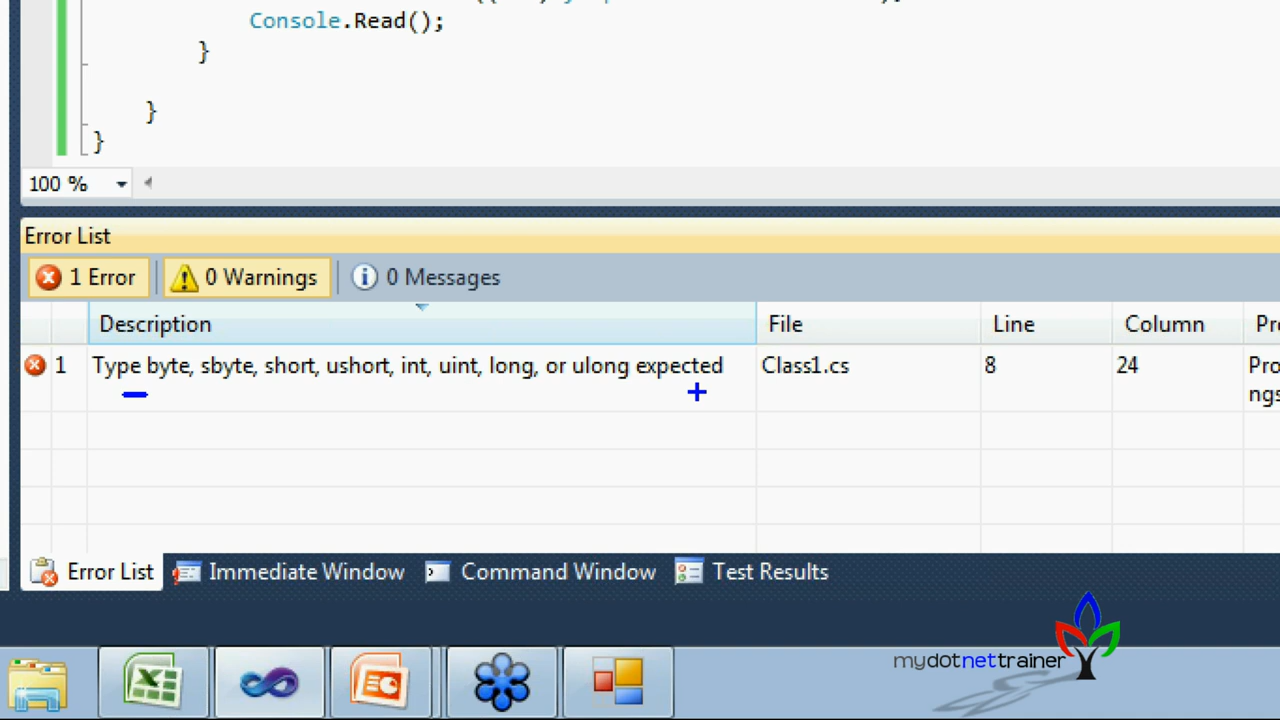 Console.Read();
}
}
}
100 %
Error List
1 Error 0 Warnings 0 Messages
Description File Line Column
1 Type byte, sbyte, short, ushort, int, uint, long, or ulong expected Class1.cs 8 24
Error List Immediate Window Command Window Test Results
mydotnettrainer